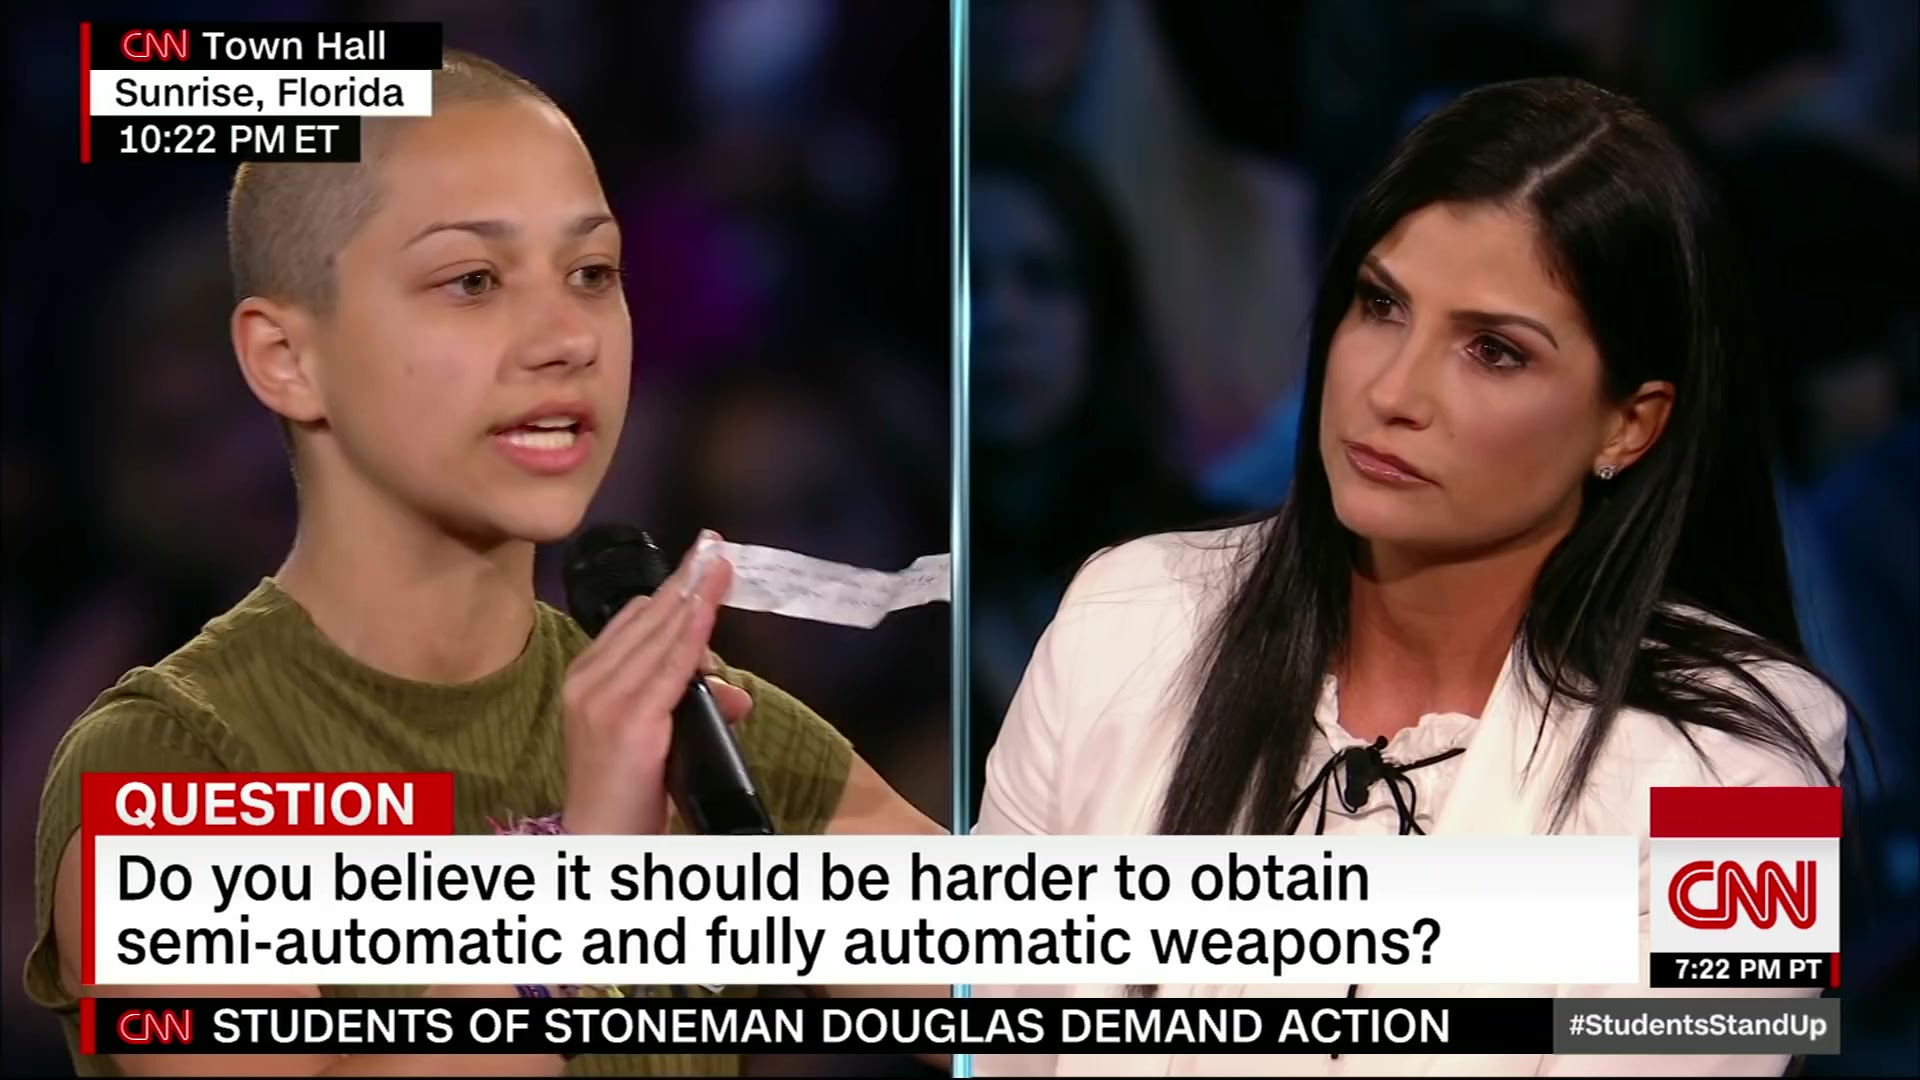 CNN Town Hall
Sunrise, Florida
10:22 PM ET
QUESTION
Do you believe it should be harder to obtain
semi-automatic and fully automatic weapons?
CNN
7:22 PM PT
CNN STUDENTS OF STONEMAN DOUGLAS DEMAND ACTION
#StudentsStandUp